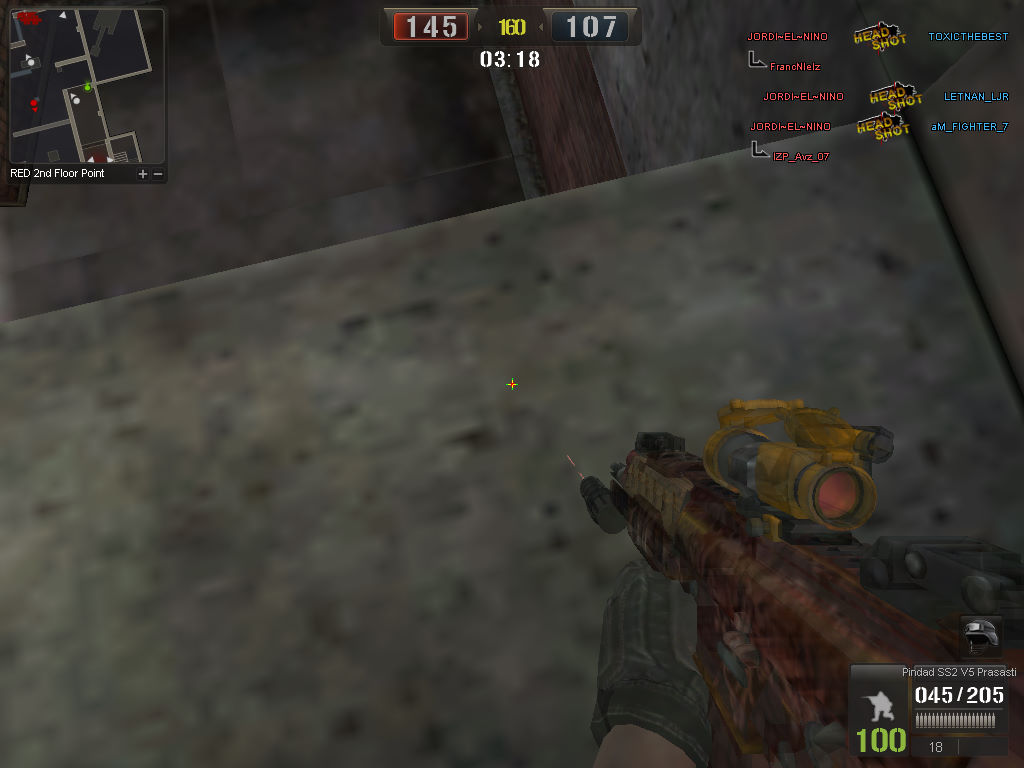 145 160 107
03:18
JORDI~EL~NINO HEAD SHOT TOXICTHEBEST
FrancNIelz
JORDI~EL~NINO HEAD SHOT LETNAN_LJR
JORDI~EL~NINO HEAD SHOT aM_FIGHTER_7
IZP_Avz_07
RED 2nd Floor Point
Pindad SS2 V5 Prasasti
045/205
100
18